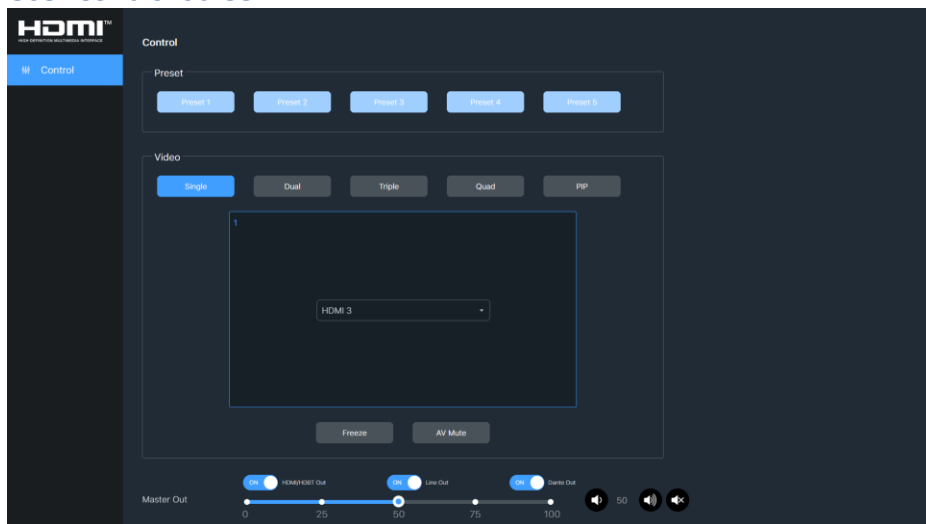 HDMI™
HIGH-DEFINITION MULTIMEDIA INTERFACE
Control
Control
Preset
Preset 1 Preset 2 Preset 3 Preset 4 Preset 5
Video
Single Dual Triple Quad PIP
1
HDMI 3
Freeze AV Mute
ON HDMI/HDBT Out ON Line Out ON Dante Out
Master Out
50
0 25 50 75 100